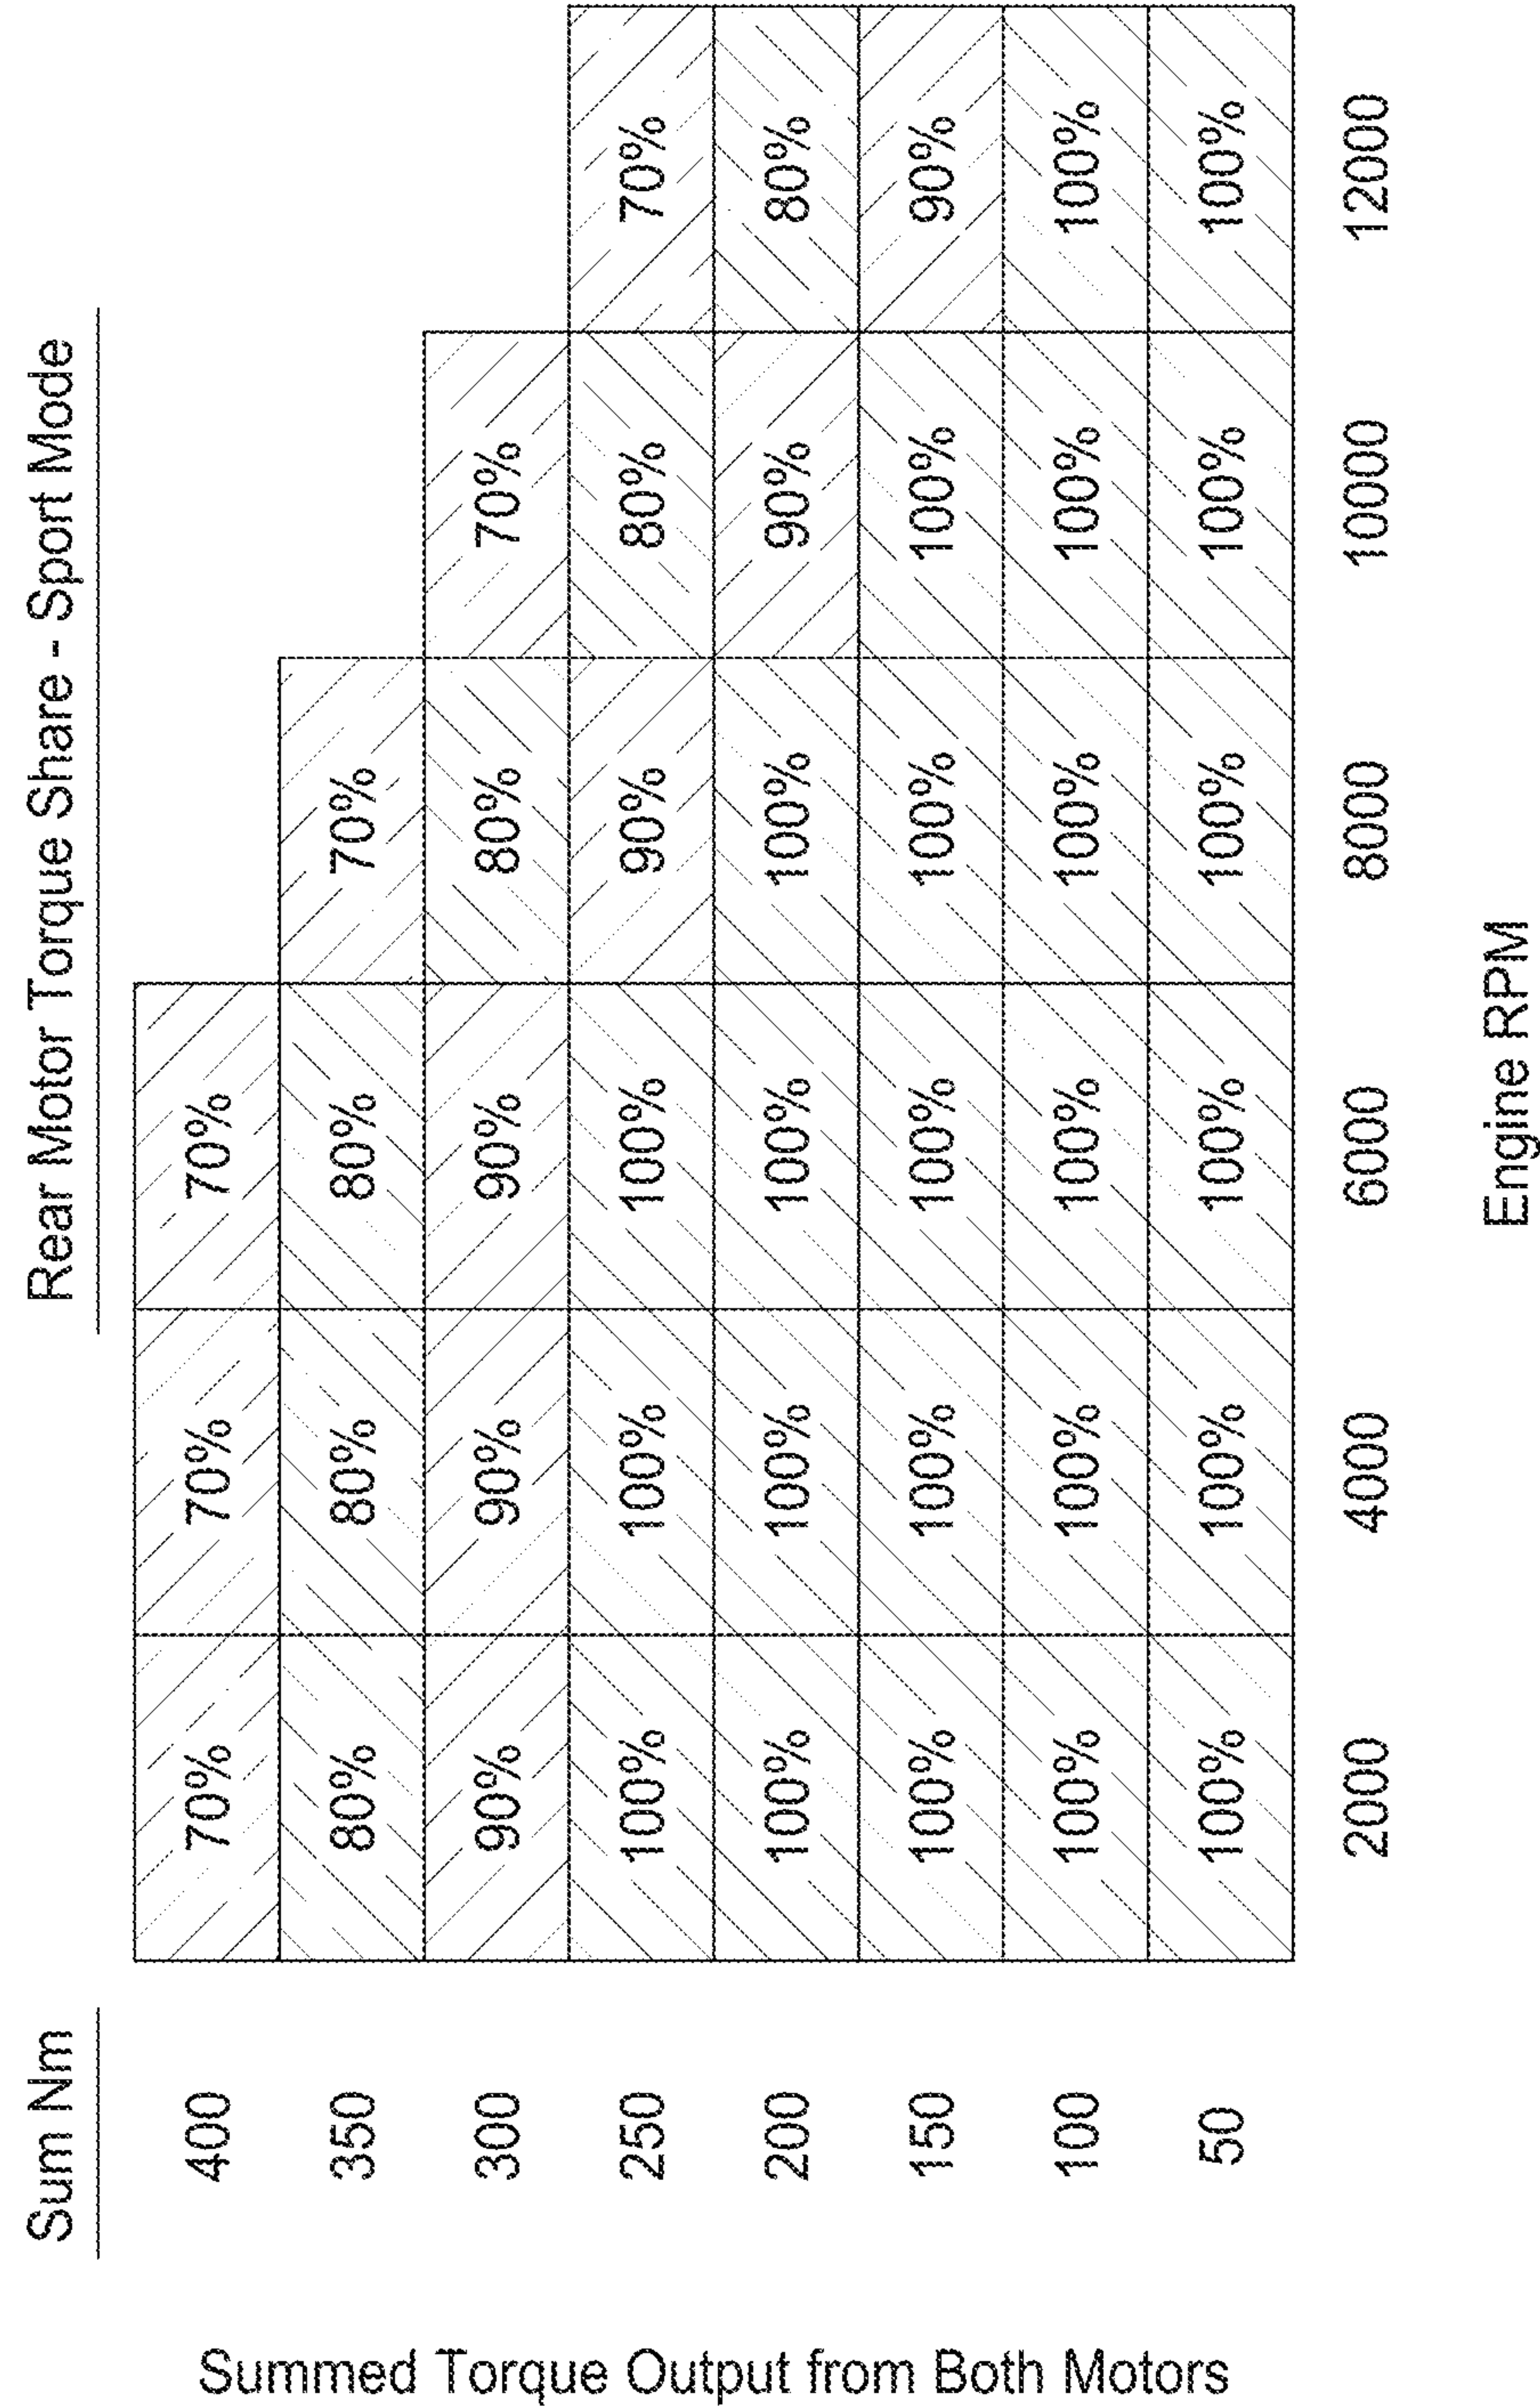 Sum Nm Rear Motor Torque Share - Sport Mode
400 70% 70% 70%
350 80% 80% 80% 70%
300 90% 90% 90% 80% 70%
250 100% 100% 100% 90% 80% 70%
200 100% 100% 100% 100% 90% 80%
150 100% 100% 100% 100% 100% 90%
100 100% 100% 100% 100% 100% 100%
50 100% 100% 100% 100% 100% 100%
2000 4000 6000 8000 10000 12000
Engine RPM
Summed Torque Output from Both Motors